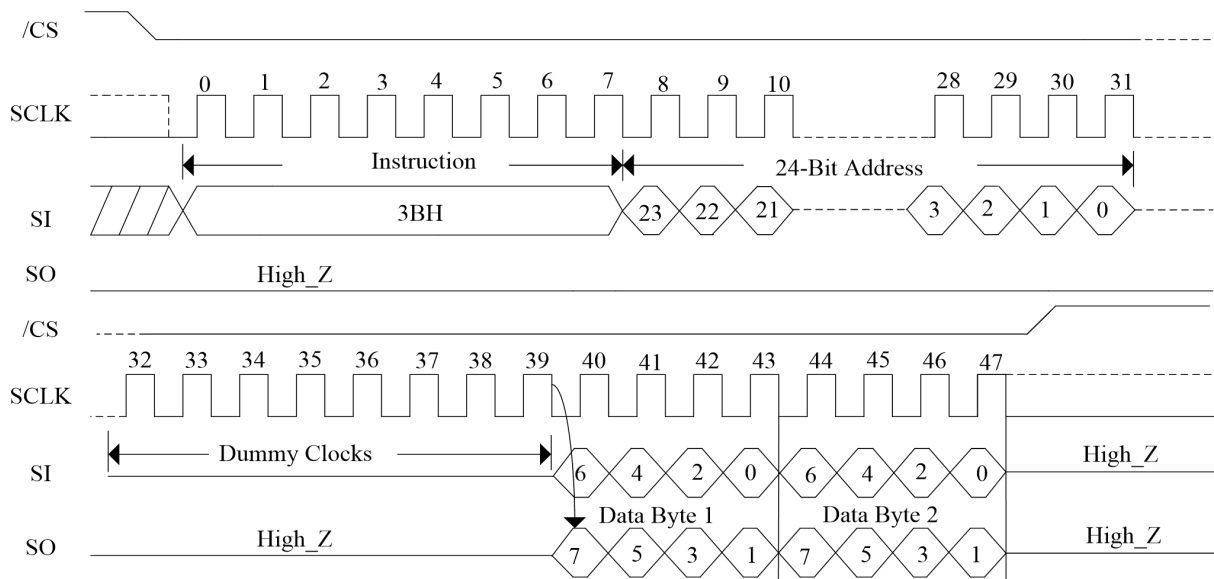 /CS
0 1 2 3 4 5 6 7 8 9 10 28 29 30 31
SCLK
Instruction 24-Bit Address
SI 3BH 23 22 21 3 2 1 0
SO High_Z
/CS
32 33 34 35 36 37 38 39 40 41 42 43 44 45 46 47
SCLK
Dummy Clocks
SI 6 4 2 0 6 4 2 0 High_Z
Data Byte 1 Data Byte 2
SO High_Z 7 5 3 1 7 5 3 1 High_Z